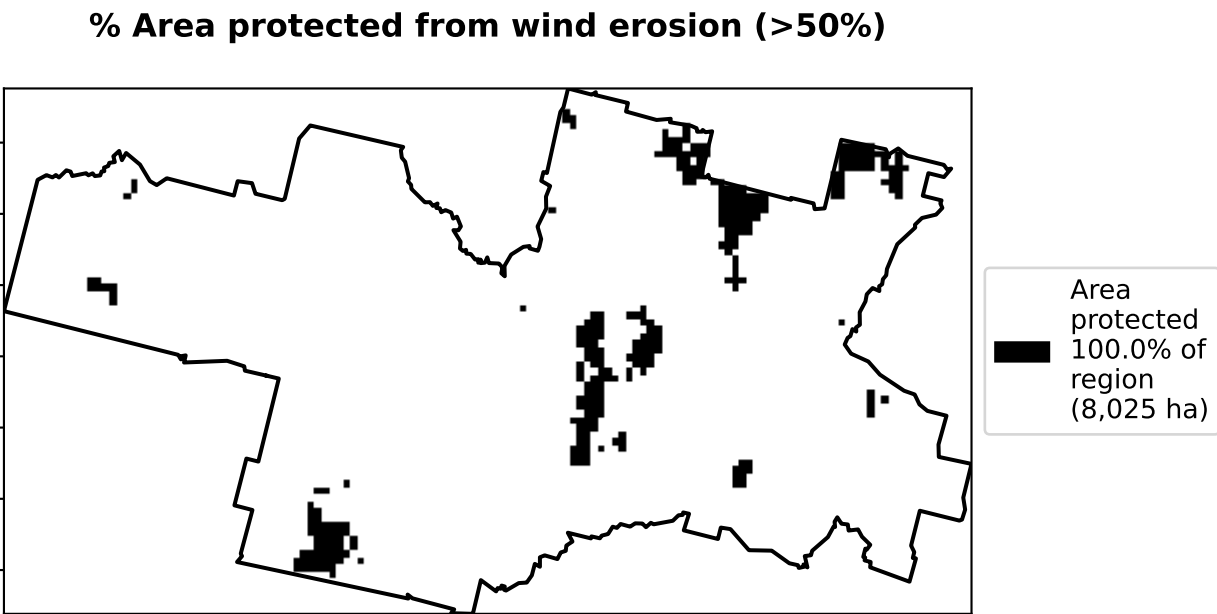 % Area protected from wind erosion (>50%)
Area
protected
100.0% of
region
(8,025 ha)